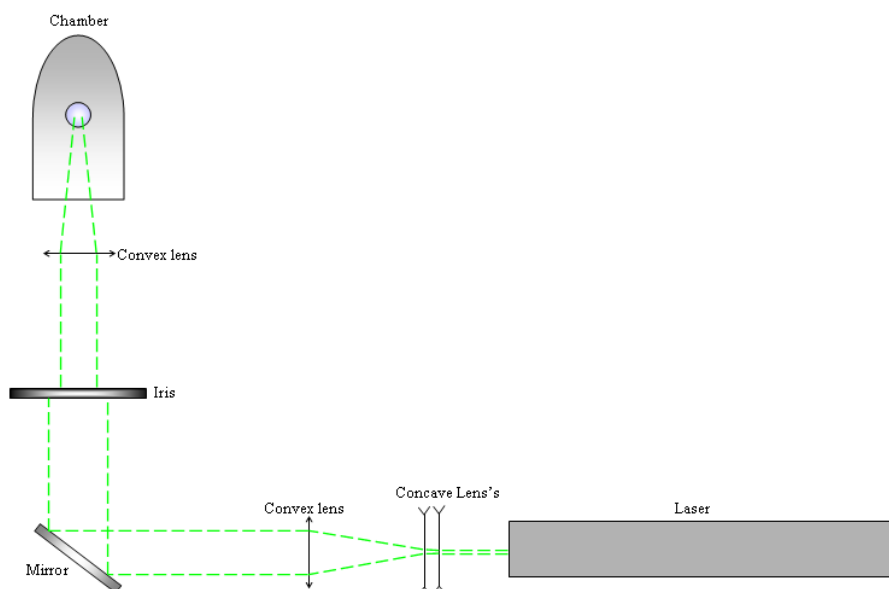 Chamber
Convex lens
Iris
Concave Lens's
Convex lens
Laser
Mirror